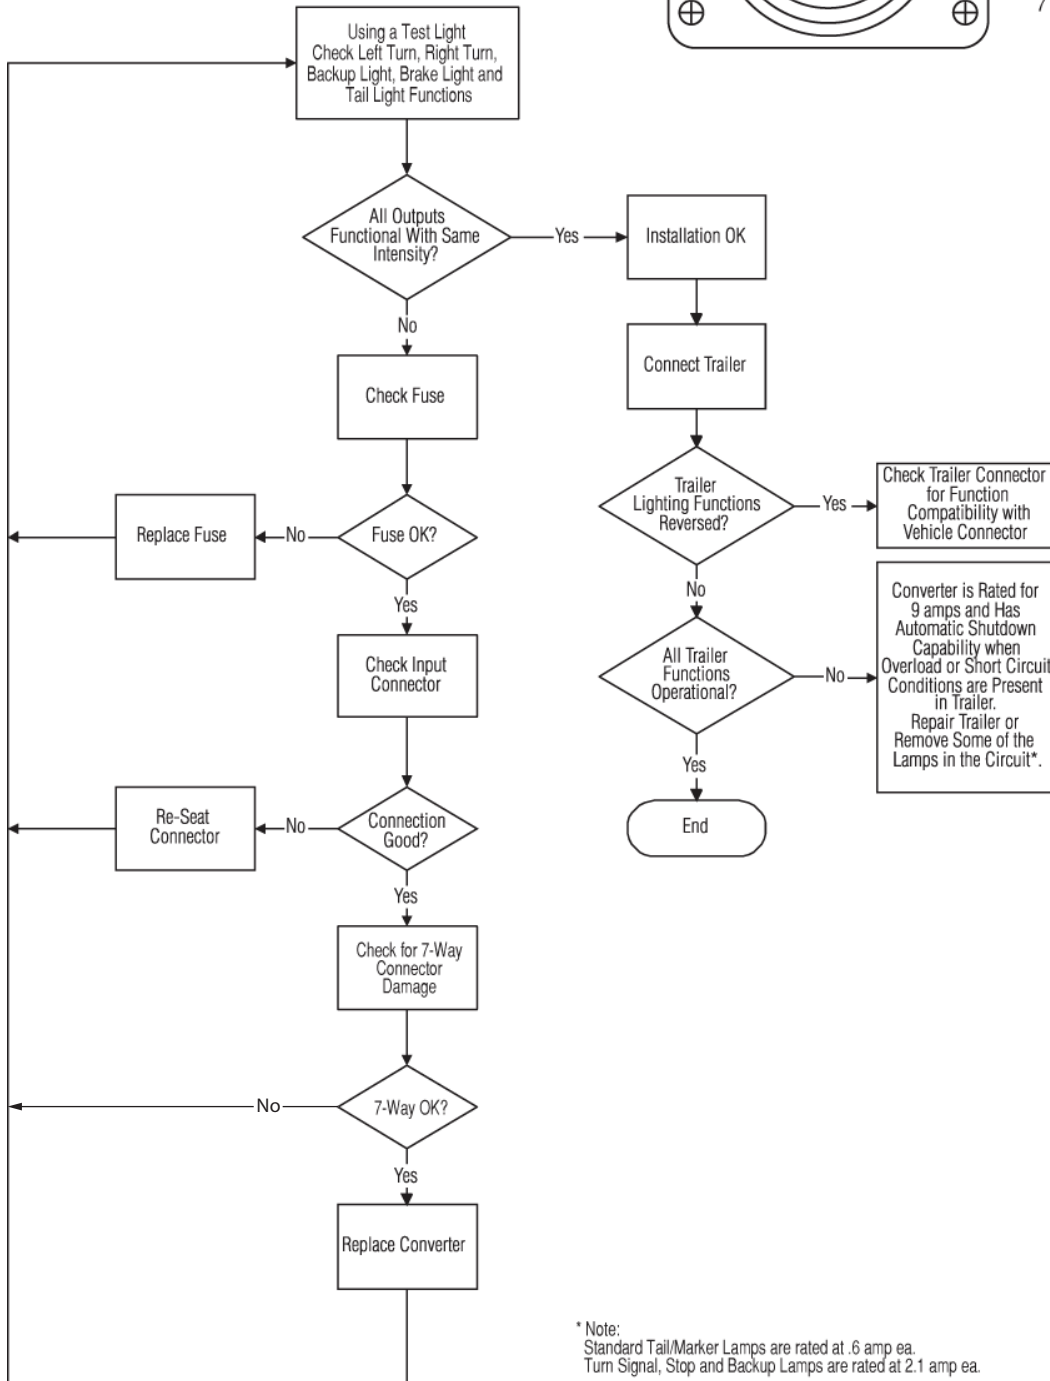 7
Using a Test Light
Check Left Turn, Right Turn,
Backup Light, Brake Light and
Tail Light Functions
All Outputs
Functional With Same
Intensity?
Yes
Installation OK
No
Connect Trailer
Check Fuse
Trailer
Lighting Functions
Reversed?
Yes
Check Trailer Connector
for Function
Compatibility with
Vehicle Connector
Replace Fuse
No
Fuse OK?
Yes
No
Converter is Rated for
9 amps and Has
Automatic Shutdown
Capability when
Overload or Short Circuit
Conditions are Present
in Trailer.
Repair Trailer or
Remove Some of the
Lamps in the Circuit*.
Check Input
Connector
All Trailer
Functions
Operational?
No
Yes
End
Re-Seat
Connector
No
Connection
Good?
Yes
Check for 7-Way
Connector
Damage
No
7-Way OK?
Yes
Replace Converter
* Note:
Standard Tail/Marker Lamps are rated at .6 amp ea.
Turn Signal, Stop and Backup Lamps are rated at 2.1 amp ea.